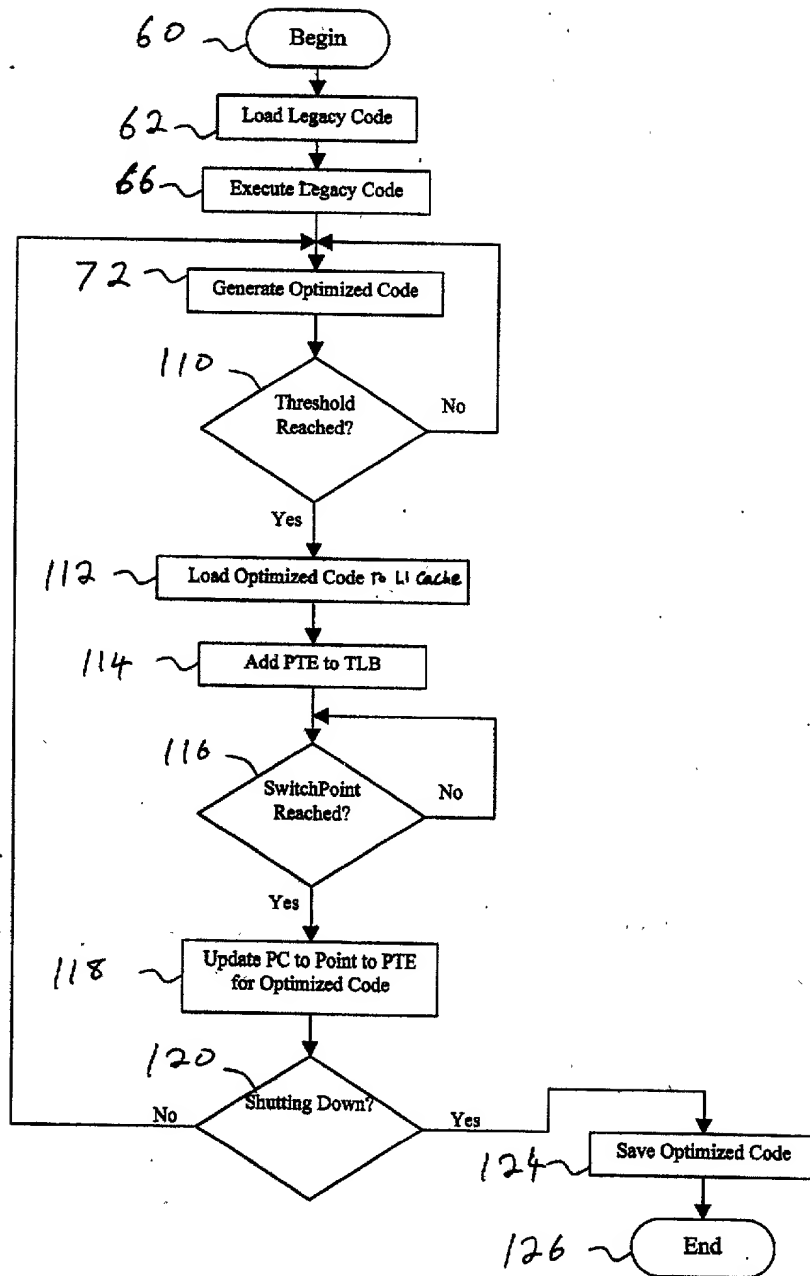 60
Begin
62
Load Legacy Code
66
Execute Legacy Code
72
Generate Optimized Code
110
Threshold
Reached?
No
Yes
112
Load Optimized Code to L1 Cache
114
Add PTE to TLB
116
SwitchPoint
Reached?
No
Yes
118
Update PC to Point to PTE
for Optimized Code
120
Shutting Down?
No
Yes
124
Save Optimized Code
126
End